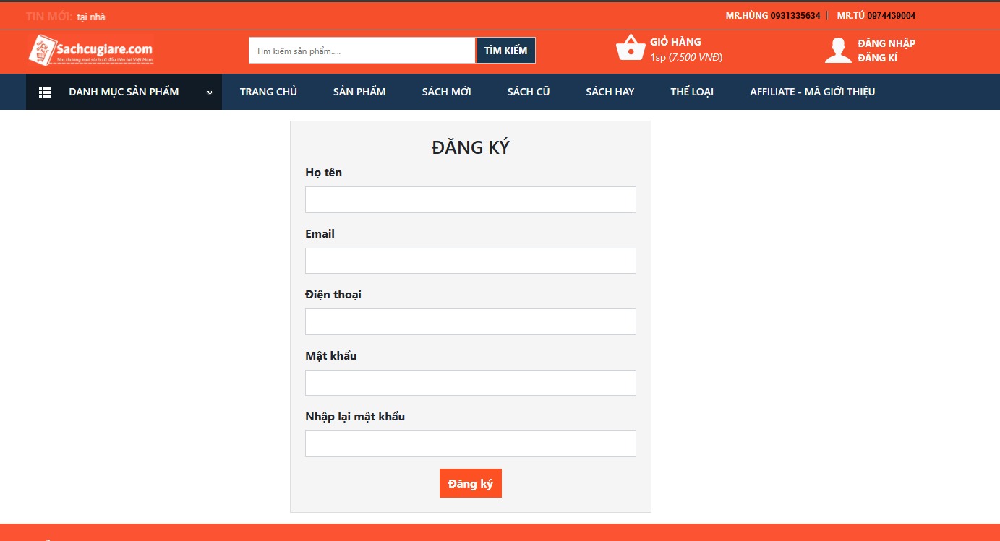 TIN MỚI: tại nhà
MR.HÙNG 0931335634 | MR.TÚ 0974439004
Sachcugiare.com
Sàn thương mại sách cũ đầu tiên tại Việt Nam
Tìm kiếm sản phẩm.....
TÌM KIẾM
GIỎ HÀNG
1sp (7,500 VNĐ)
ĐĂNG NHẬP
ĐĂNG KÍ
DANH MỤC SẢN PHẨM
TRANG CHỦ
SẢN PHẨM
SÁCH MỚI
SÁCH CŨ
SÁCH HAY
THỂ LOẠI
AFFILIATE - MÃ GIỚI THIỆU
ĐĂNG KÝ
Họ tên
Email
Điện thoại
Mật khẩu
Nhập lại mật khẩu
Đăng ký